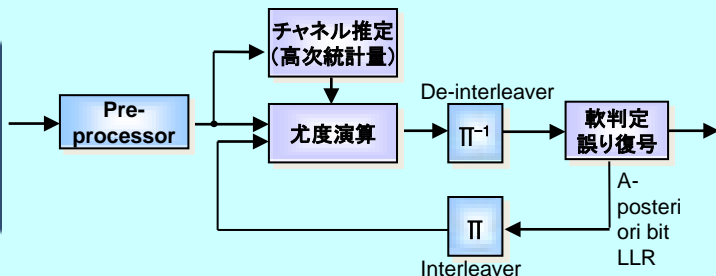 チャネル推定
(高次統計量)
Pre-
processor
尤度演算
De-interleaver
Π⁻¹
軟判定
誤り復号
A-
posteri
ori bit
LLR
Π
Interleaver